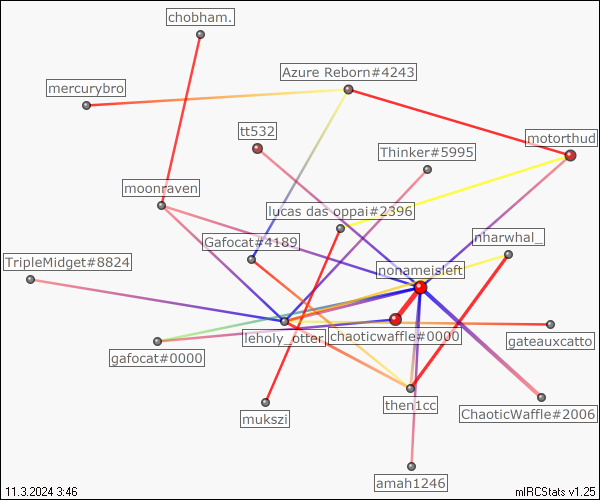 chobham.
Azure Reborn#4243
mercurybro
tt532
motorthud
Thinker#5995
moonraven
lucas das oppai#2396
nharwhal_
Gafocat#4189
TripleMidget#8824
nonameisleft
leholy_otter
chaoticwaffle#0000
gateauxcatto
gafocat#0000
then1cc
ChaoticWaffle#2006
mukszi
amah1246
11.3.2024 3:46
mIRCStats v1.25